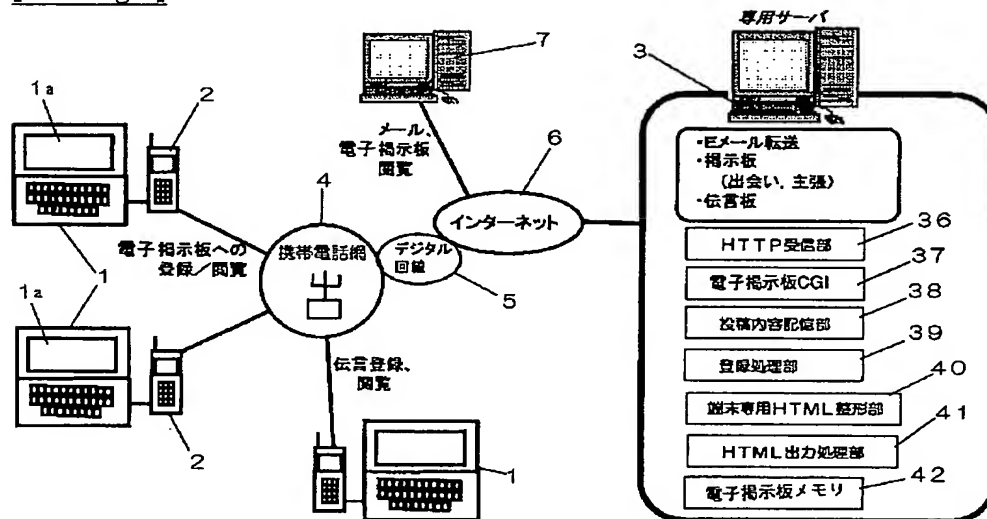 専用サーバ
7
3
1a
2
メール、
電子掲示板
閲覧
6
・Eメール転送
・掲示板
(出会い、主張)
・伝言板
4
インターネット
36
HTTP受信部
電子掲示板への
登録/閲覧
携帯電話網
デジタル
回線
37
電子掲示板CGI
1
5
38
投稿内容記憶部
1a
39
登録処理部
伝言登録、
閲覧
40
端末専用HTML整形部
2
41
HTML出力処理部
1
42
電子掲示板メモリ